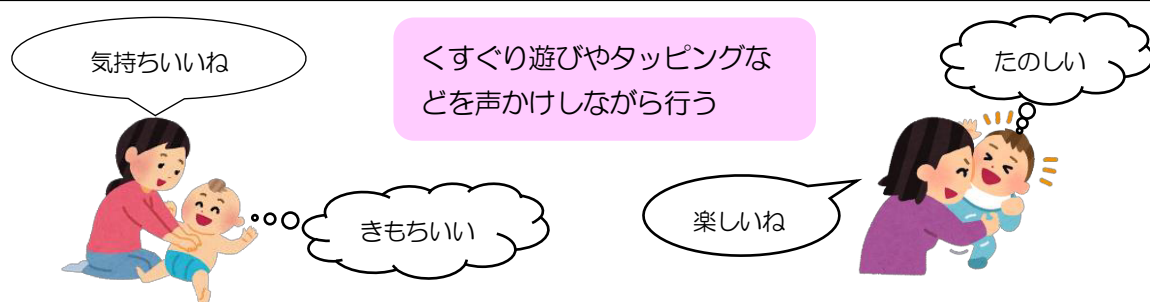 気持ちいいね
くすぐり遊びやタッピングな
どを声かけしながら行う
たのしい
きもちいい
楽しいね